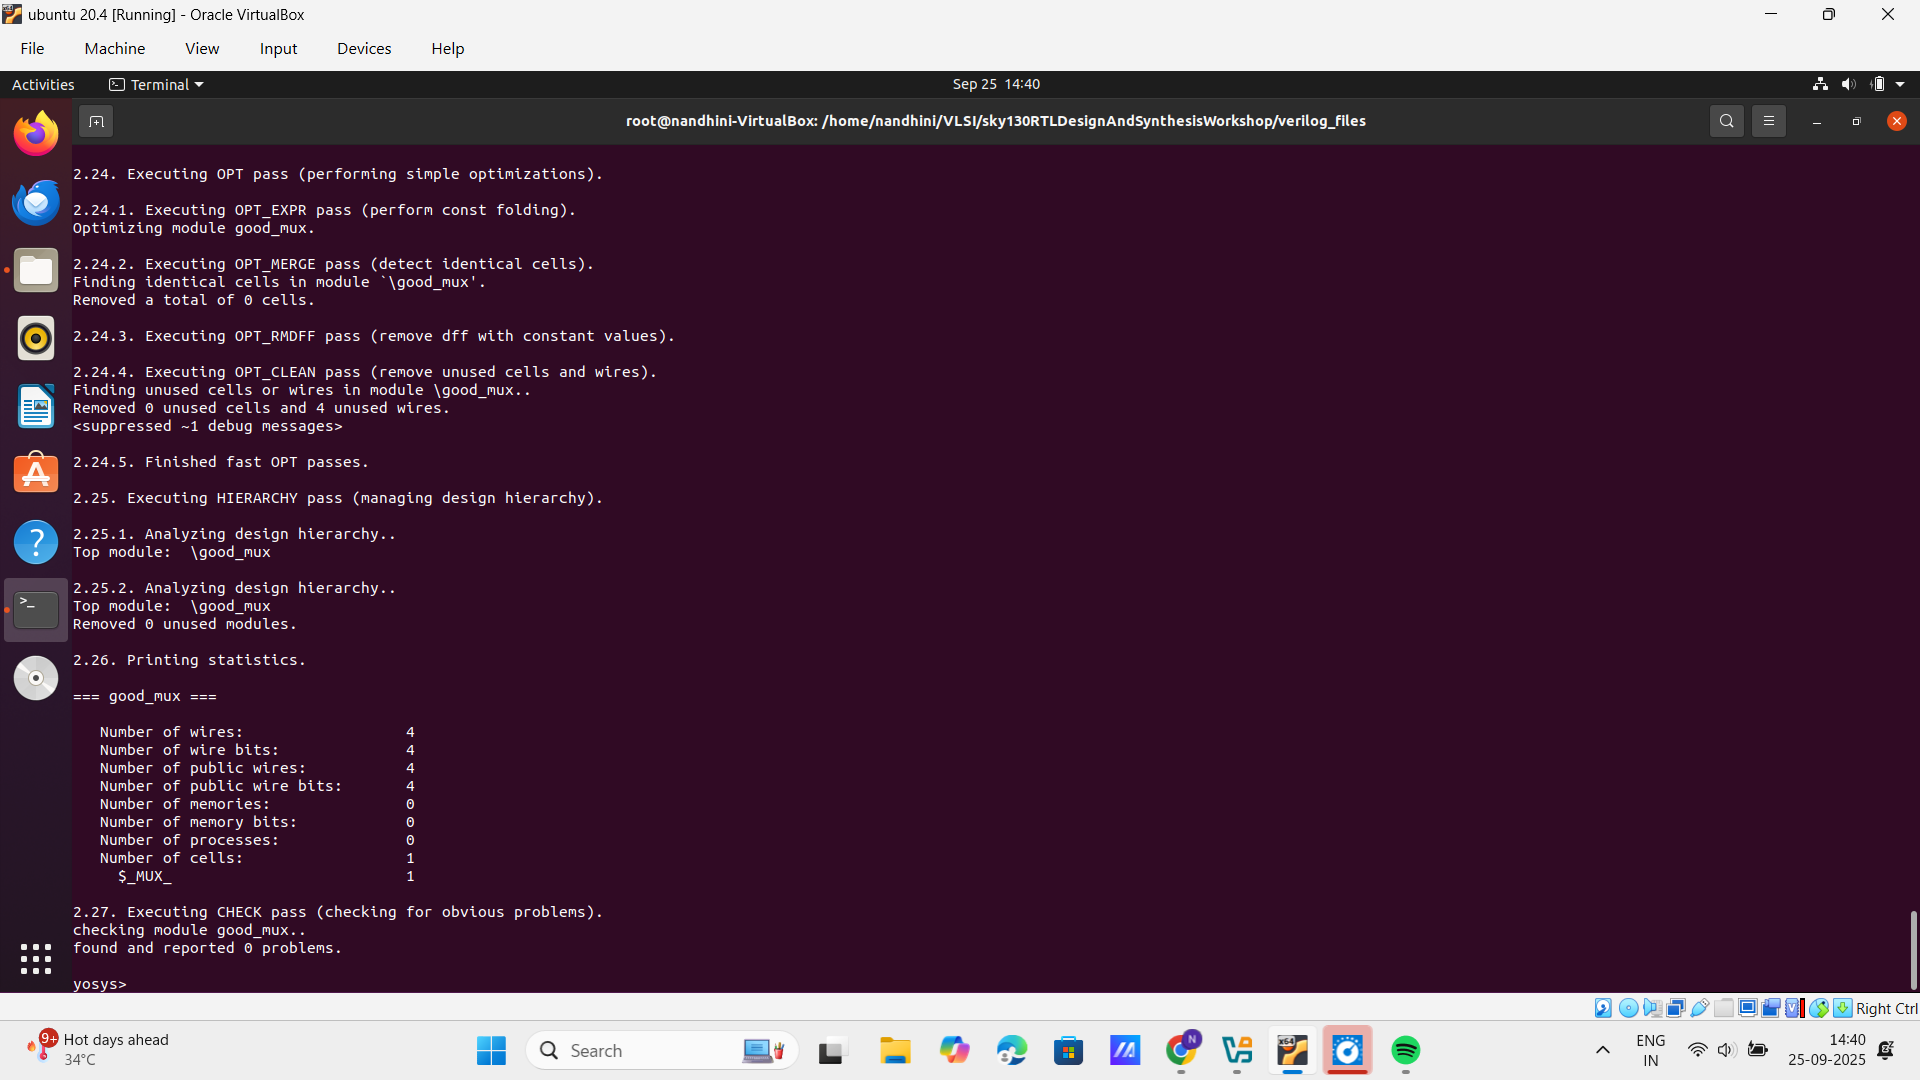 ubuntu 20.4 [Running] - Oracle VirtualBox
File Machine View Input Devices Help
Activities Terminal Sep 25 14:40
root@nandhini-VirtualBox: /home/nandhini/VLSI/sky130RTLDesignAndSynthesisWorkshop/verilog_files
2.24. Executing OPT pass (performing simple optimizations).
2.24.1. Executing OPT_EXPR pass (perform const folding).
Optimizing module good_mux.
2.24.2. Executing OPT_MERGE pass (detect identical cells).
Finding identical cells in module `\good_mux'.
Removed a total of 0 cells.
2.24.3. Executing OPT_RMDFF pass (remove dff with constant values).
2.24.4. Executing OPT_CLEAN pass (remove unused cells and wires).
Finding unused cells or wires in module \good_mux..
Removed 0 unused cells and 4 unused wires.
<suppressed ~1 debug messages>
2.24.5. Finished fast OPT passes.
2.25. Executing HIERARCHY pass (managing design hierarchy).
2.25.1. Analyzing design hierarchy..
Top module:  \good_mux
2.25.2. Analyzing design hierarchy..
Top module:  \good_mux
Removed 0 unused modules.
2.26. Printing statistics.
=== good_mux ===
Number of wires: 4
Number of wire bits: 4
Number of public wires: 4
Number of public wire bits: 4
Number of memories: 0
Number of memory bits: 0
Number of processes: 0
Number of cells: 1
$_MUX_ 1
2.27. Executing CHECK pass (checking for obvious problems).
checking module good_mux..
found and reported 0 problems.
yosys>
Right Ctrl
9+ Hot days ahead
34°C
Search
N
x64
ENG
IN
14:40
25-09-2025